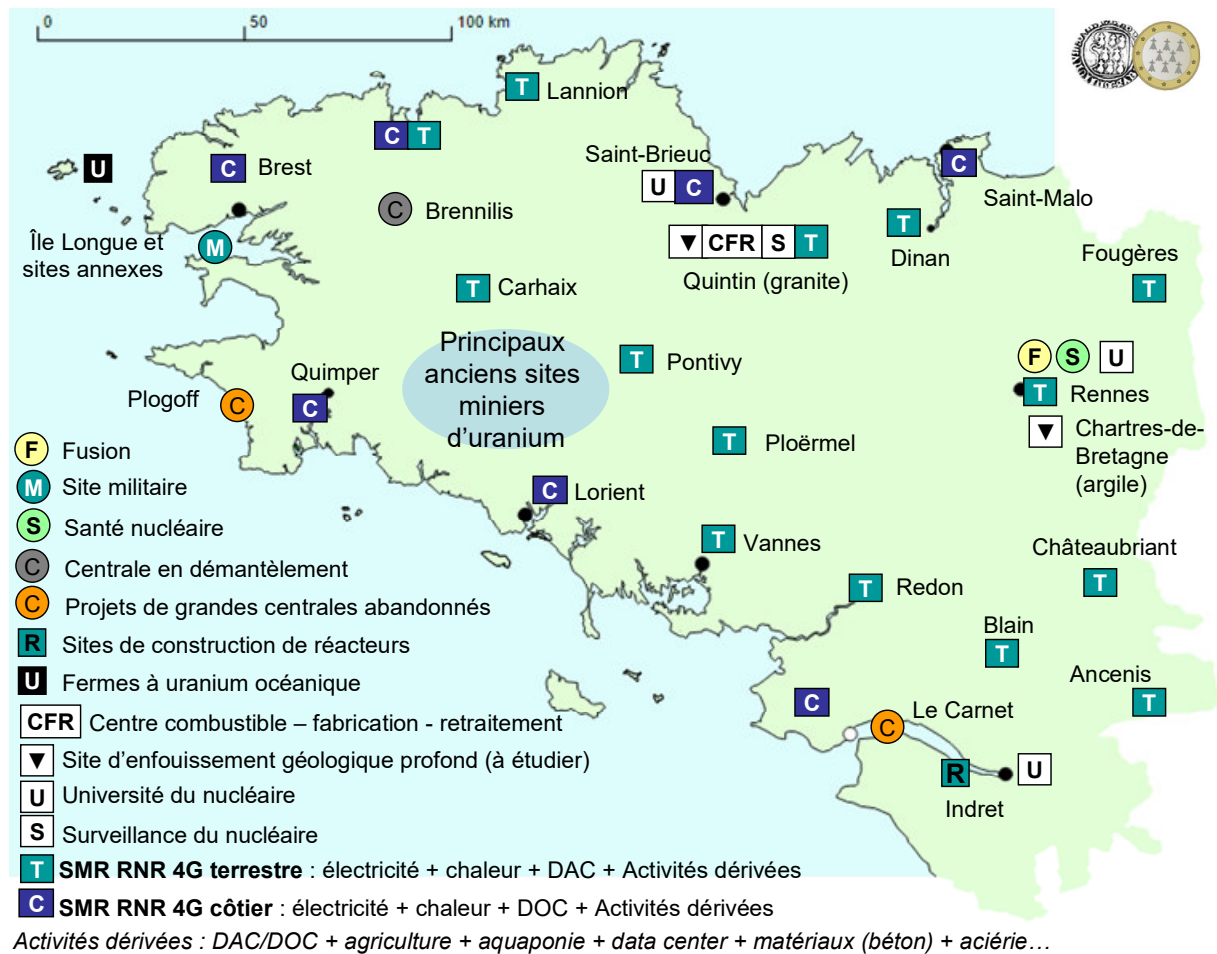 0
50
100 km
T
Lannion
C
T
Saint-Brieuc
U
C
Brest
U
C
C
Saint-Malo
C
Brennilis
T
Dinan
Île Longue et
sites annexes
M
▼
CFR
S
T
Quintin (granite)
Fougères
T
T
Carhaix
Principaux
anciens sites
miniers
d'uranium
T
Pontivy
F
S
U
T
Rennes
▼
Chartres-de-
Bretagne
(argile)
Quimper
C
Plogoff
C
T
Ploërmel
C
Lorient
T
Vannes
Châteaubriant
T
T
Redon
Blain
T
Ancenis
T
C
Le Carnet
C
R
Indret
U
F Fusion
M Site militaire
S Santé nucléaire
C Centrale en démantèlement
C Projets de grandes centrales abandonnés
R Sites de construction de réacteurs
U Fermes à uranium océanique
CFR Centre combustible – fabrication - retraitement
▼ Site d'enfouissement géologique profond (à étudier)
U Université du nucléaire
S Surveillance du nucléaire
T SMR RNR 4G terrestre : électricité + chaleur + DAC + Activités dérivées
C SMR RNR 4G côtier : électricité + chaleur + DOC + Activités dérivées
Activités dérivées : DAC/DOC + agriculture + aquaponie + data center + matériaux (béton) + aciérie…